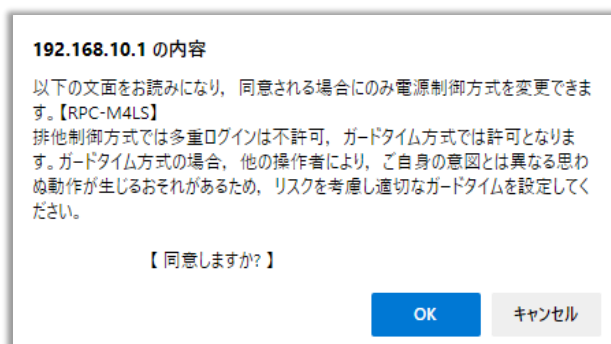 192.168.10.1 の内容
以下の文面をお読みになり，同意される場合にのみ電源制御方式を変更できま
す。【RPC-M4LS】
排他制御方式では多重ログインは不許可，ガードタイム方式では許可となりま
す。ガードタイム方式の場合，他の操作者により，ご自身の意図とは異なる思わ
ぬ動作が生じるおそれがあるため，リスクを考慮し適切なガードタイムを設定してく
ださい。
【 同意しますか? 】
OK
キャンセル